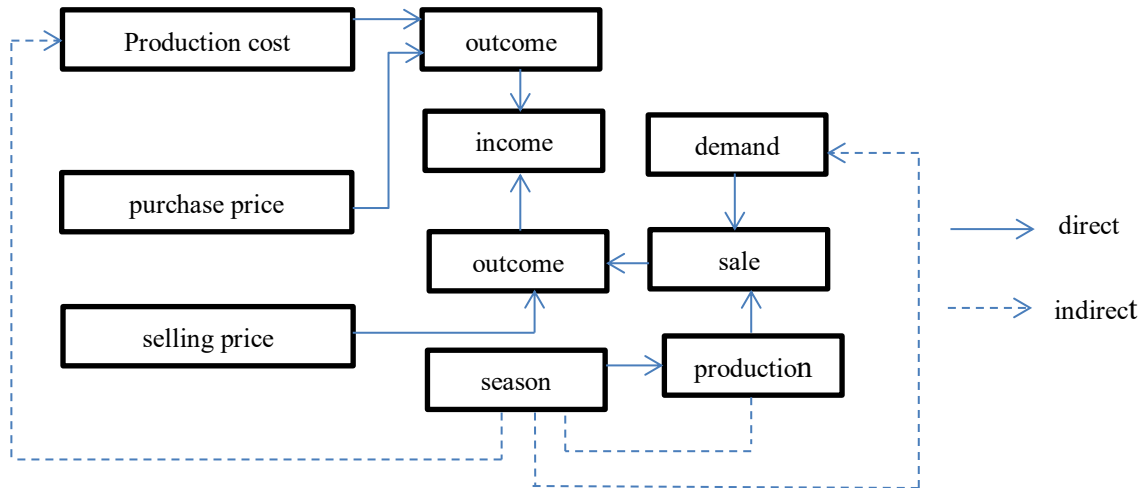 Production cost
outcome
income
demand
purchase price
outcome
sale
direct
selling price
indirect
season
production